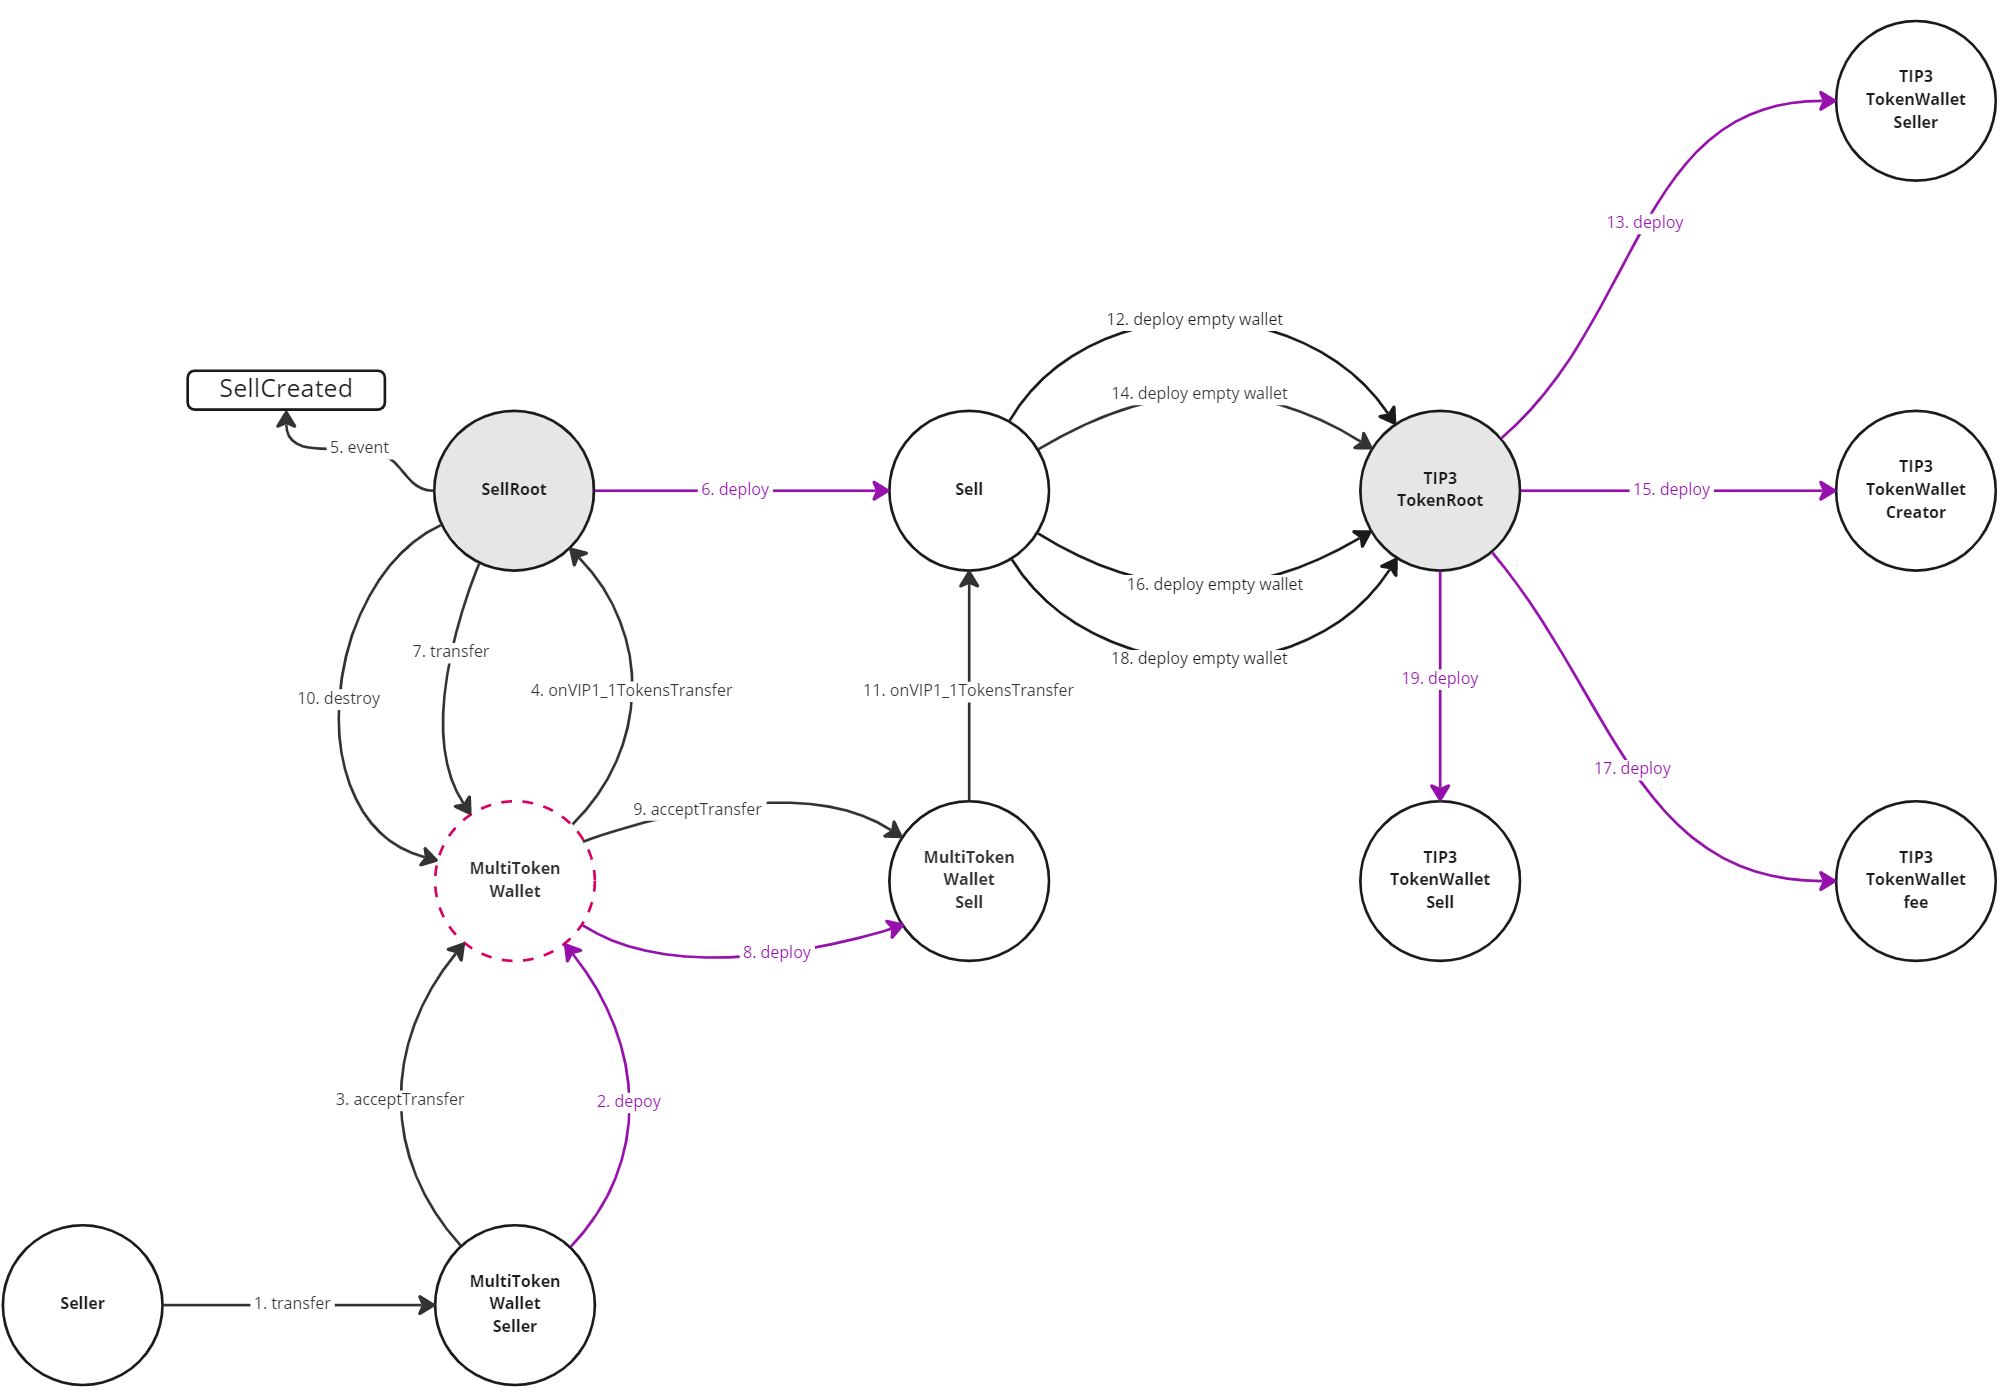 TIP3
TokenWallet
Seller
13. deploy
12. deploy empty wallet
SellCreated
14. deploy empty wallet
5. event
SellRoot
6. deploy
Sell
TIP3
TokenRoot
15. deploy
TIP3
TokenWallet
Creator
16. deploy empty wallet
7. transfer
18. deploy empty wallet
10. destroy
4. onVIP1_1TokensTransfer
11. onVIP1_1TokensTransfer
19. deploy
17. deploy
9. acceptTransfer
MultiToken
Wallet
MultiToken
Wallet
Sell
TIP3
TokenWallet
Sell
TIP3
TokenWallet
fee
8. deploy
3. acceptTransfer
2. depoy
Seller
1. transfer
MultiToken
Wallet
Seller